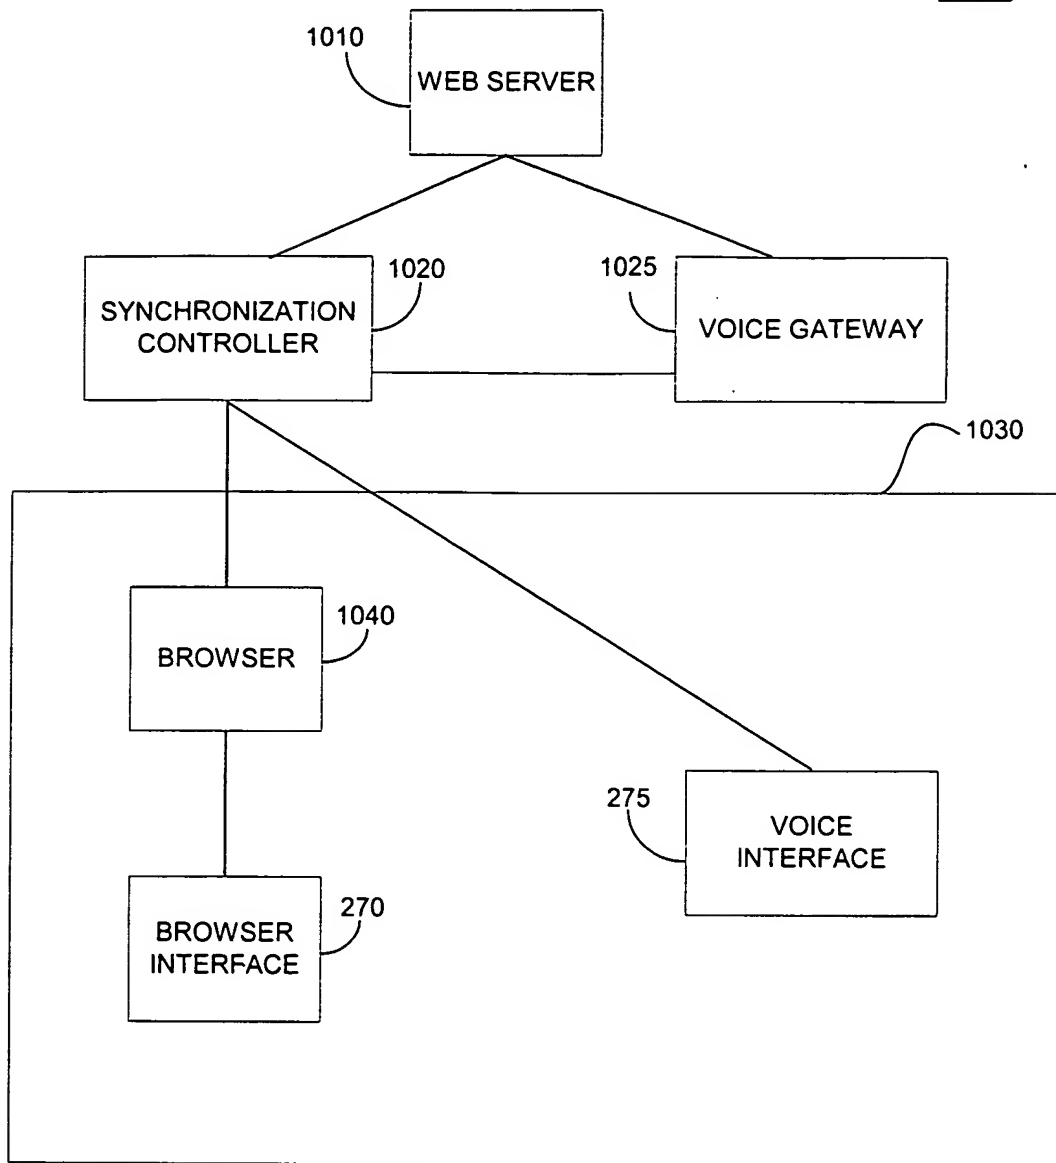 1010
WEB SERVER
1020
1025
SYNCHRONIZATION
CONTROLLER
VOICE GATEWAY
1030
1040
BROWSER
275
VOICE
INTERFACE
270
BROWSER
INTERFACE